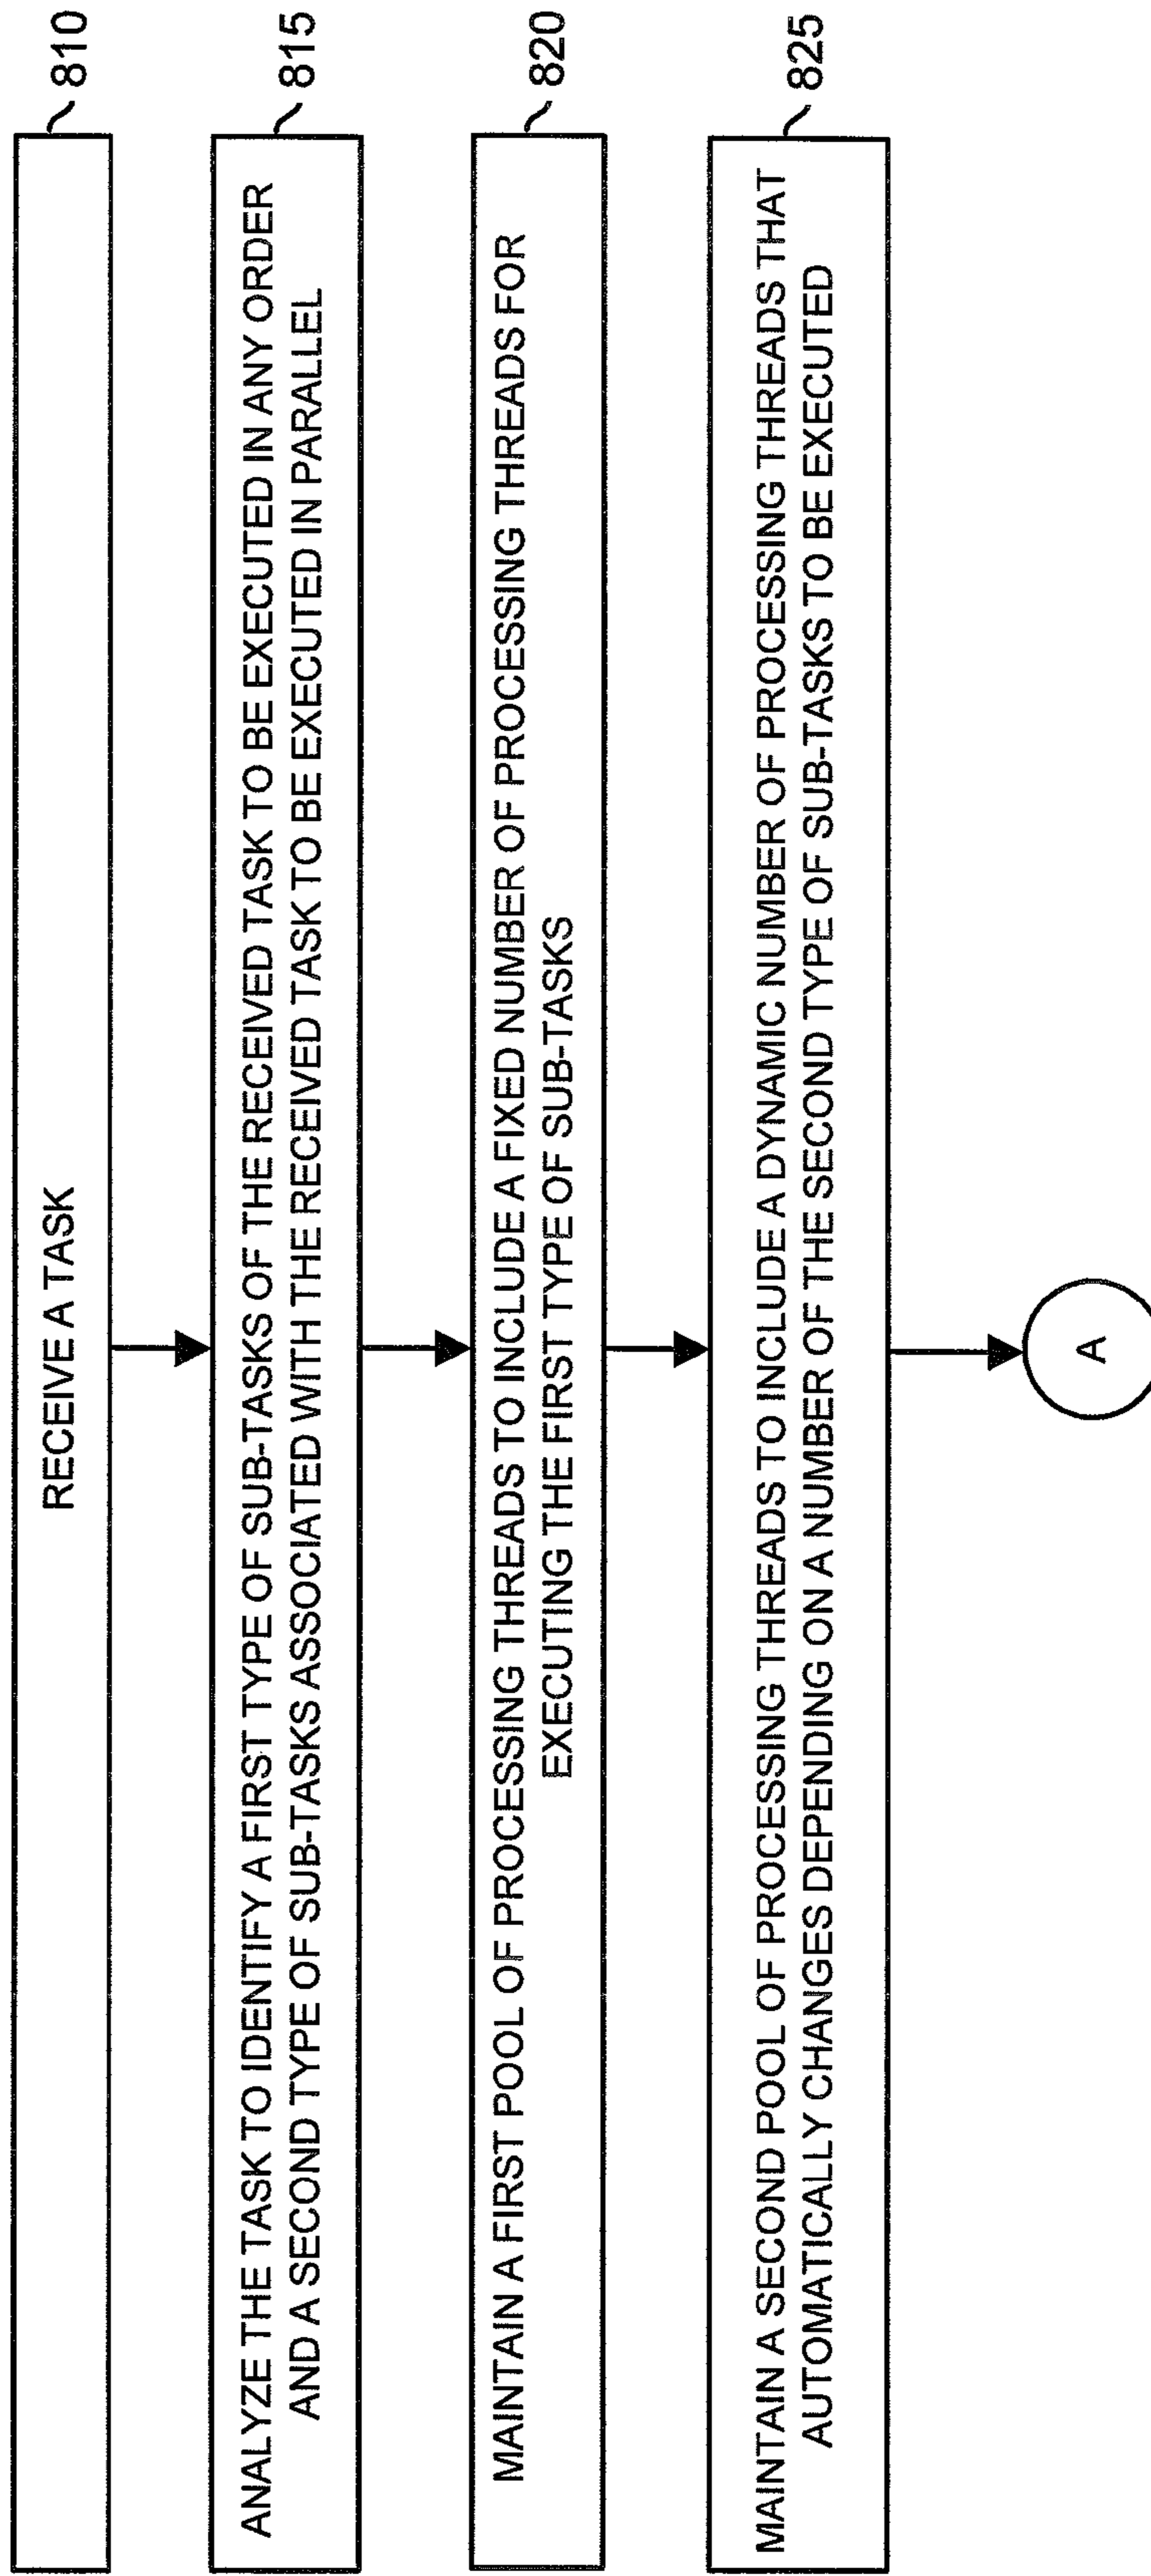 RECEIVE A TASK
810
ANALYZE THE TASK TO IDENTIFY A FIRST TYPE OF SUB-TASKS OF THE RECEIVED TASK TO BE EXECUTED IN ANY ORDER
AND A SECOND TYPE OF SUB-TASKS ASSOCIATED WITH THE RECEIVED TASK TO BE EXECUTED IN PARALLEL
815
MAINTAIN A FIRST POOL OF PROCESSING THREADS TO INCLUDE A FIXED NUMBER OF PROCESSING THREADS FOR
EXECUTING THE FIRST TYPE OF SUB-TASKS
820
MAINTAIN A SECOND POOL OF PROCESSING THREADS TO INCLUDE A DYNAMIC NUMBER OF PROCESSING THREADS THAT
AUTOMATICALLY CHANGES DEPENDING ON A NUMBER OF THE SECOND TYPE OF SUB-TASKS TO BE EXECUTED
825
A